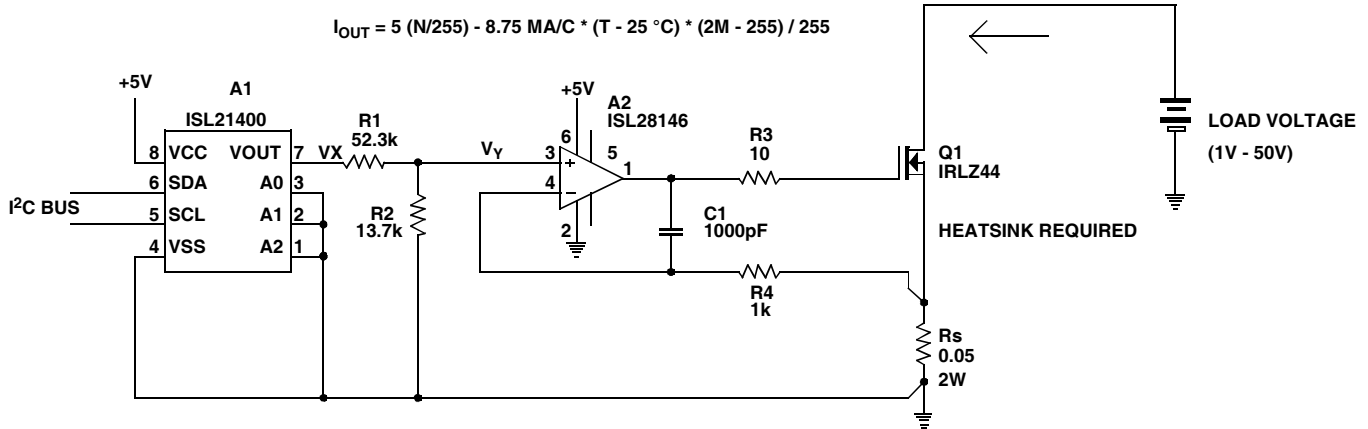 I_OUT = 5 (N/255) - 8.75 MA/C * (T - 25 °C) * (2M - 255) / 255
+5V
A1
ISL21400
8 VCC VOUT 7
6 SDA A0 3
5 SCL A1 2
4 VSS A2 1
I²C BUS
VX
R1
52.3k
R2
13.7k
V_Y
+5V
A2
ISL28146
6
5
3 +
4 −
1
2
C1
1000pF
R3
10
R4
1k
Q1
IRLZ44
HEATSINK REQUIRED
Rs
0.05
2W
LOAD VOLTAGE
(1V - 50V)